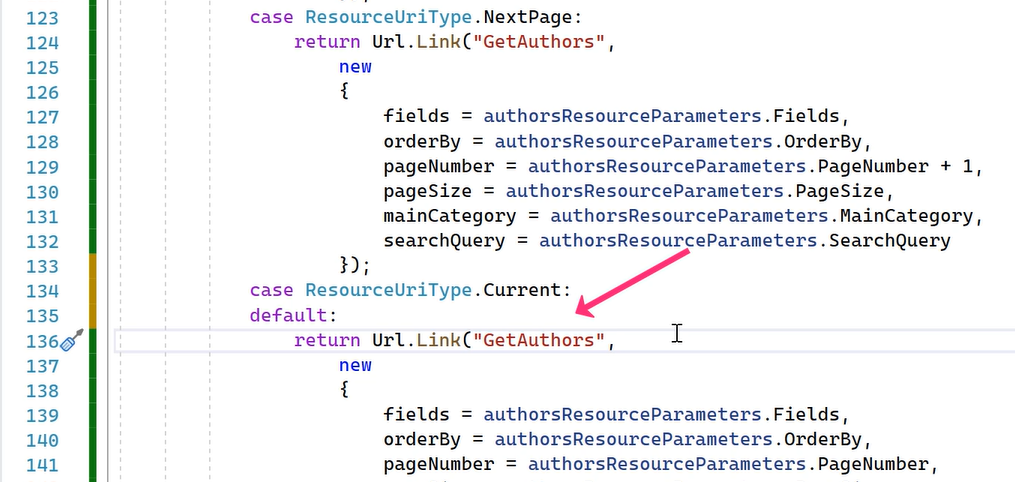 123 case ResourceUriType.NextPage:
124 return Url.Link("GetAuthors",
125 new
126 {
127 fields = authorsResourceParameters.Fields,
128 orderBy = authorsResourceParameters.OrderBy,
129 pageNumber = authorsResourceParameters.PageNumber + 1,
130 pageSize = authorsResourceParameters.PageSize,
131 mainCategory = authorsResourceParameters.MainCategory,
132 searchQuery = authorsResourceParameters.SearchQuery
133 });
134 case ResourceUriType.Current:
135 default:
136 return Url.Link("GetAuthors",
137 new
138 {
139 fields = authorsResourceParameters.Fields,
140 orderBy = authorsResourceParameters.OrderBy,
141 pageNumber = authorsResourceParameters.PageNumber,